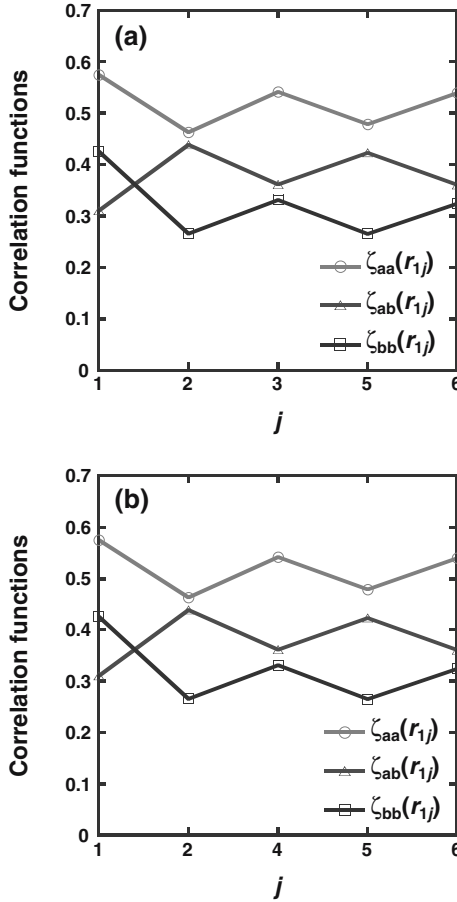 (a)
Correlation functions
0.7
0.6
0.5
0.4
0.3
0.2
0.1
0
ζaa(r1j)
ζab(r1j)
ζbb(r1j)
1 2 3 5 6
j
(b)
Correlation functions
0.7
0.6
0.5
0.4
0.3
0.2
0.1
0
ζaa(r1j)
ζab(r1j)
ζbb(r1j)
1 2 4 5 6
j